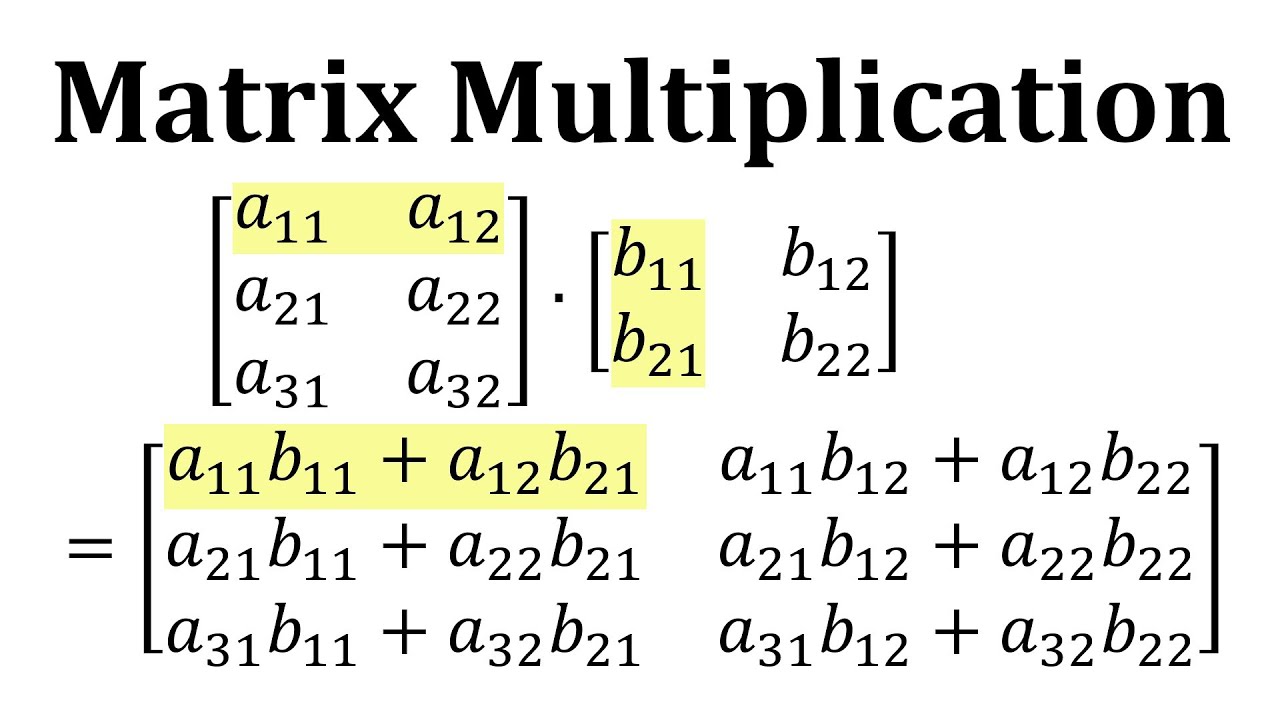 Matrix Multiplication
[a₁₁ a₁₂
a₂₁ a₂₂
a₃₁ a₃₂] · [b₁₁ b₁₂
b₂₁ b₂₂]
= [a₁₁b₁₁ + a₁₂b₂₁ a₁₁b₁₂ + a₁₂b₂₂
a₂₁b₁₁ + a₂₂b₂₁ a₂₁b₁₂ + a₂₂b₂₂
a₃₁b₁₁ + a₃₂b₂₁ a₃₁b₁₂ + a₃₂b₂₂]